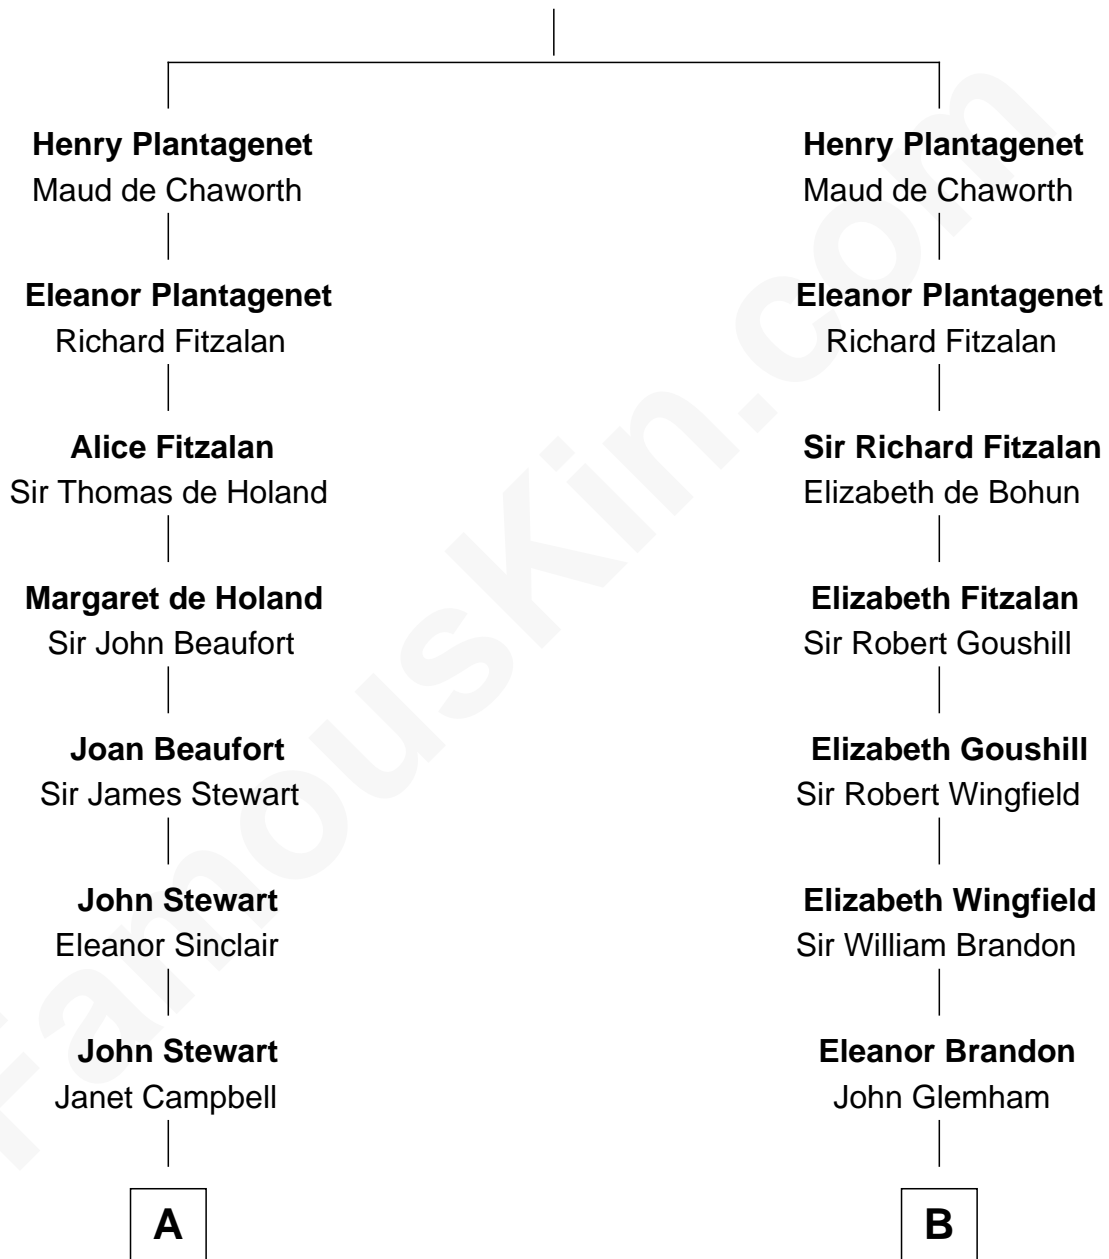 Henry Plantagenet
Maud de Chaworth
Eleanor Plantagenet
Richard Fitzalan
Alice Fitzalan
Sir Thomas de Holand
Margaret de Holand
Sir John Beaufort
Joan Beaufort
Sir James Stewart
John Stewart
Eleanor Sinclair
John Stewart
Janet Campbell
A
Henry Plantagenet
Maud de Chaworth
Eleanor Plantagenet
Richard Fitzalan
Sir Richard Fitzalan
Elizabeth de Bohun
Elizabeth Fitzalan
Sir Robert Goushill
Elizabeth Goushill
Sir Robert Wingfield
Elizabeth Wingfield
Sir William Brandon
Eleanor Brandon
John Glemham
B
FamousKin.com